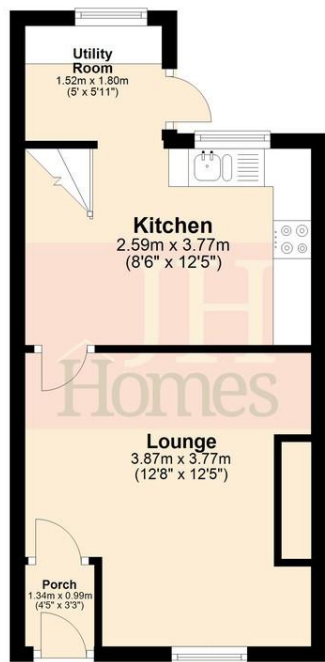 Utility
Room
1.52m x 1.80m
(5' x 5'11")
Kitchen
2.59m x 3.77m
(8'6" x 12'5")
JH
Homes
Lounge
3.87m x 3.77m
(12'8" x 12'5")
Porch
1.34m x 0.99m
(4'5" x 3'3")